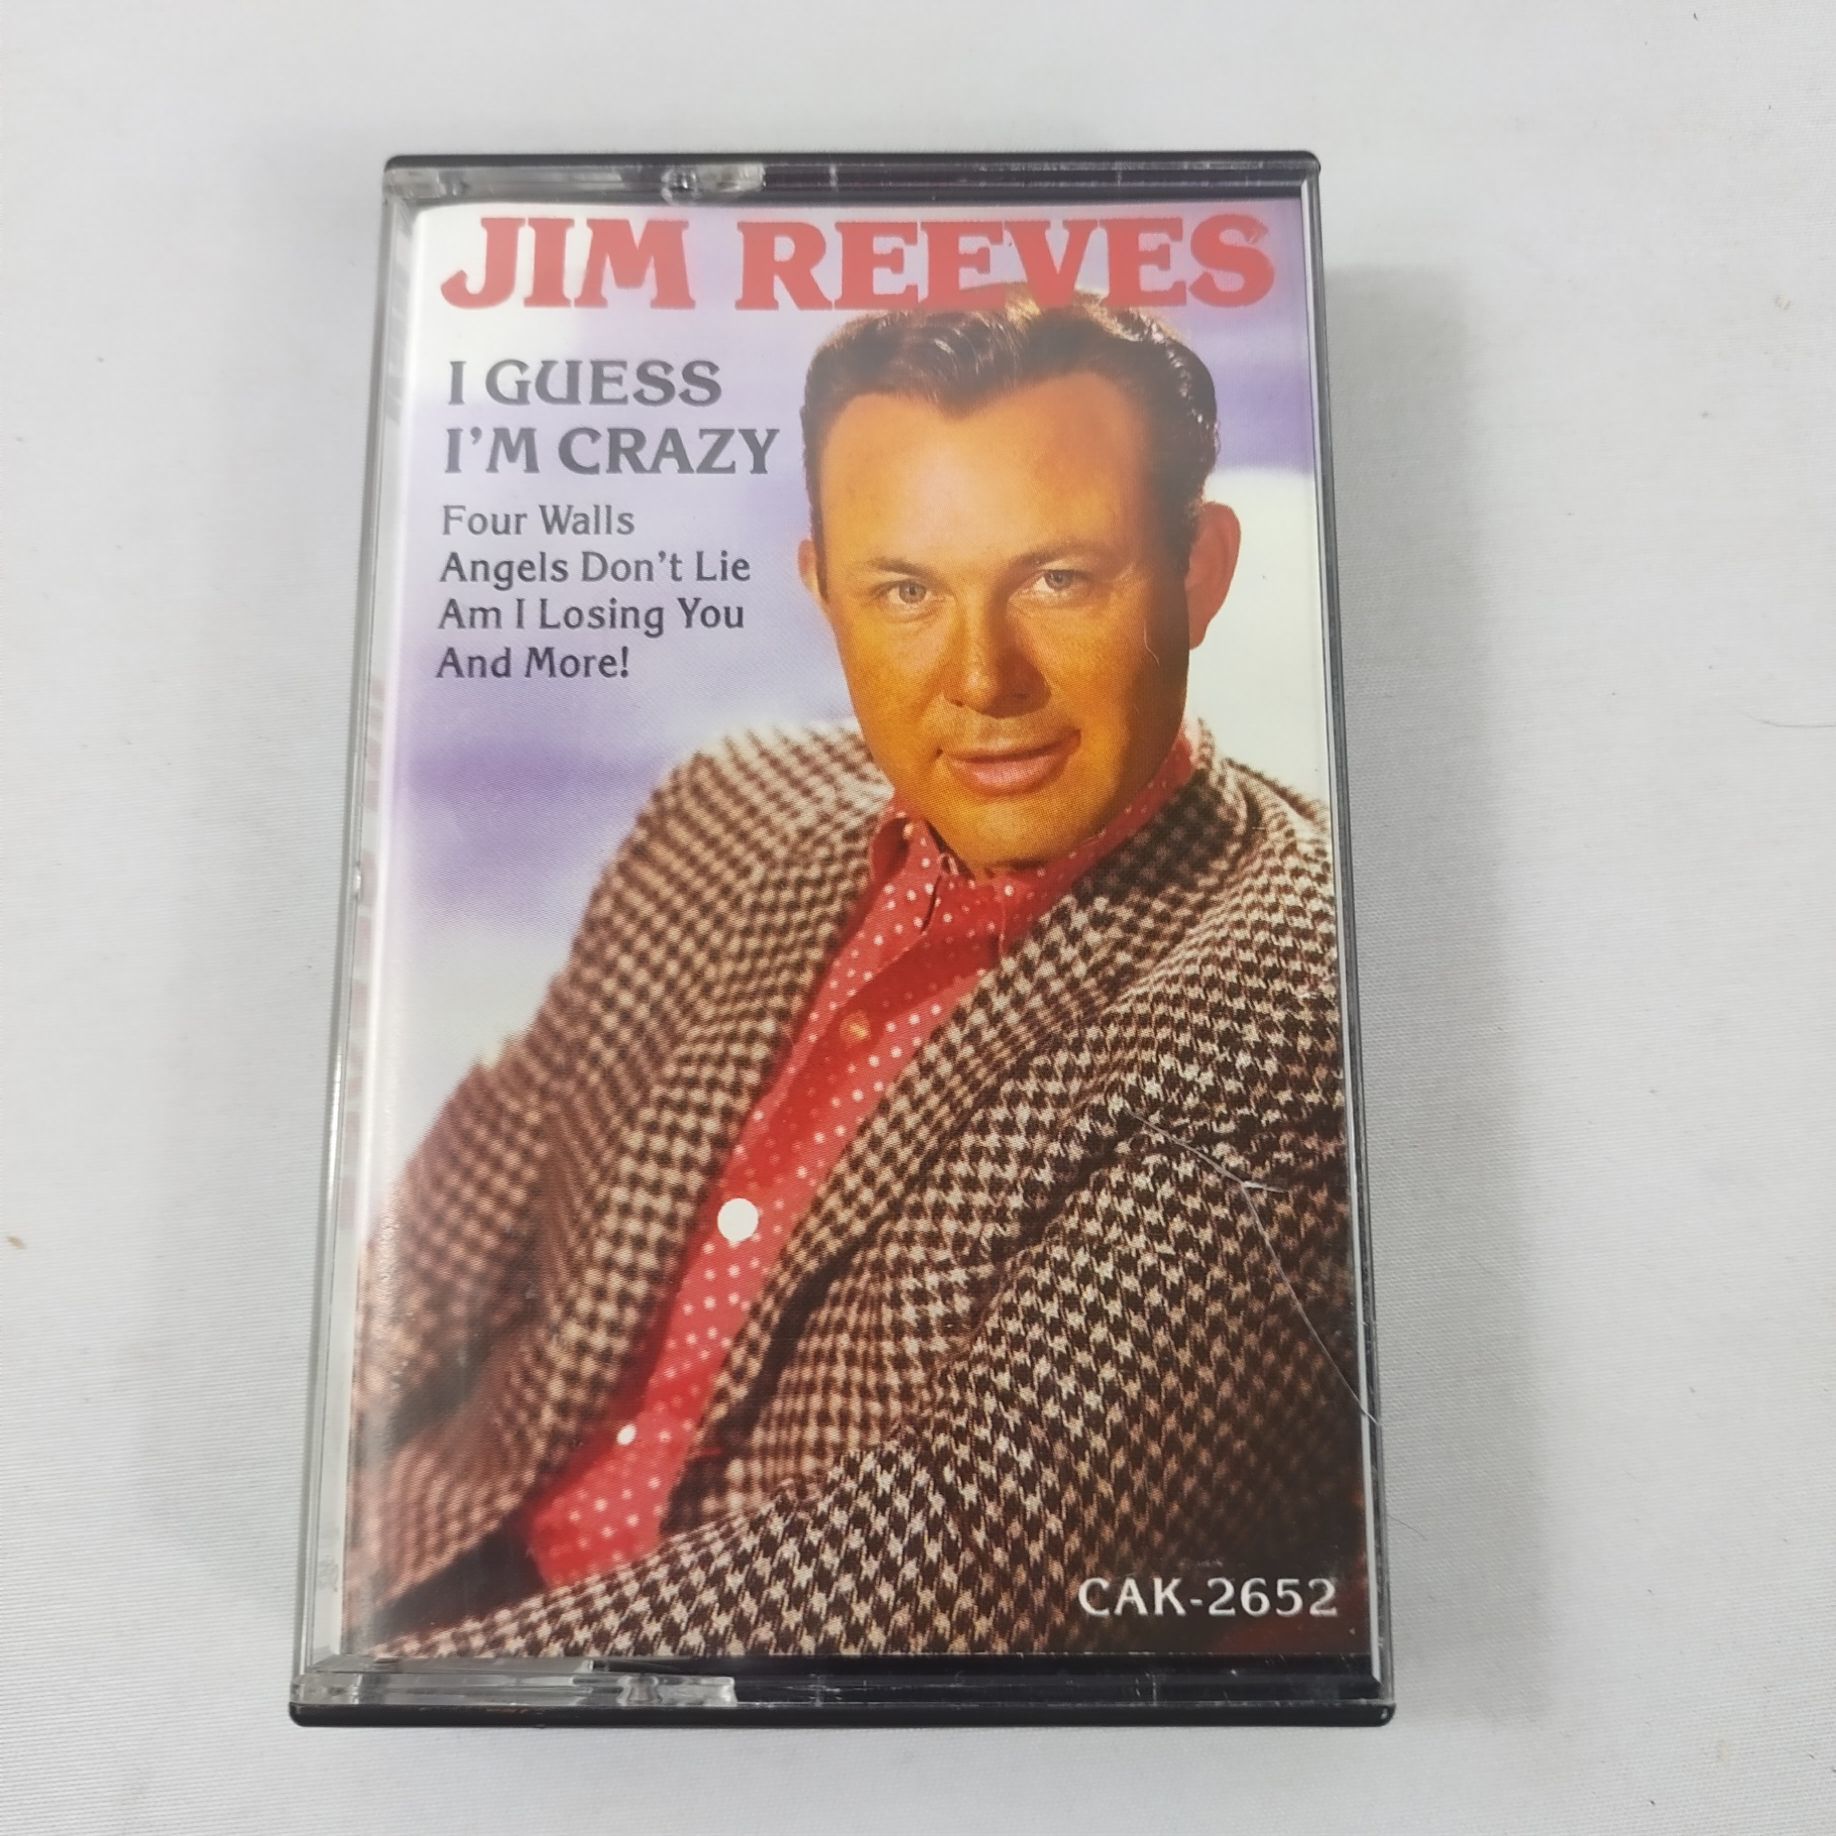 JIM REEVES
I GUESS
I'M CRAZY
Four Walls
Angels Don't Lie
Am I Losing You
And More!
CAK-2652